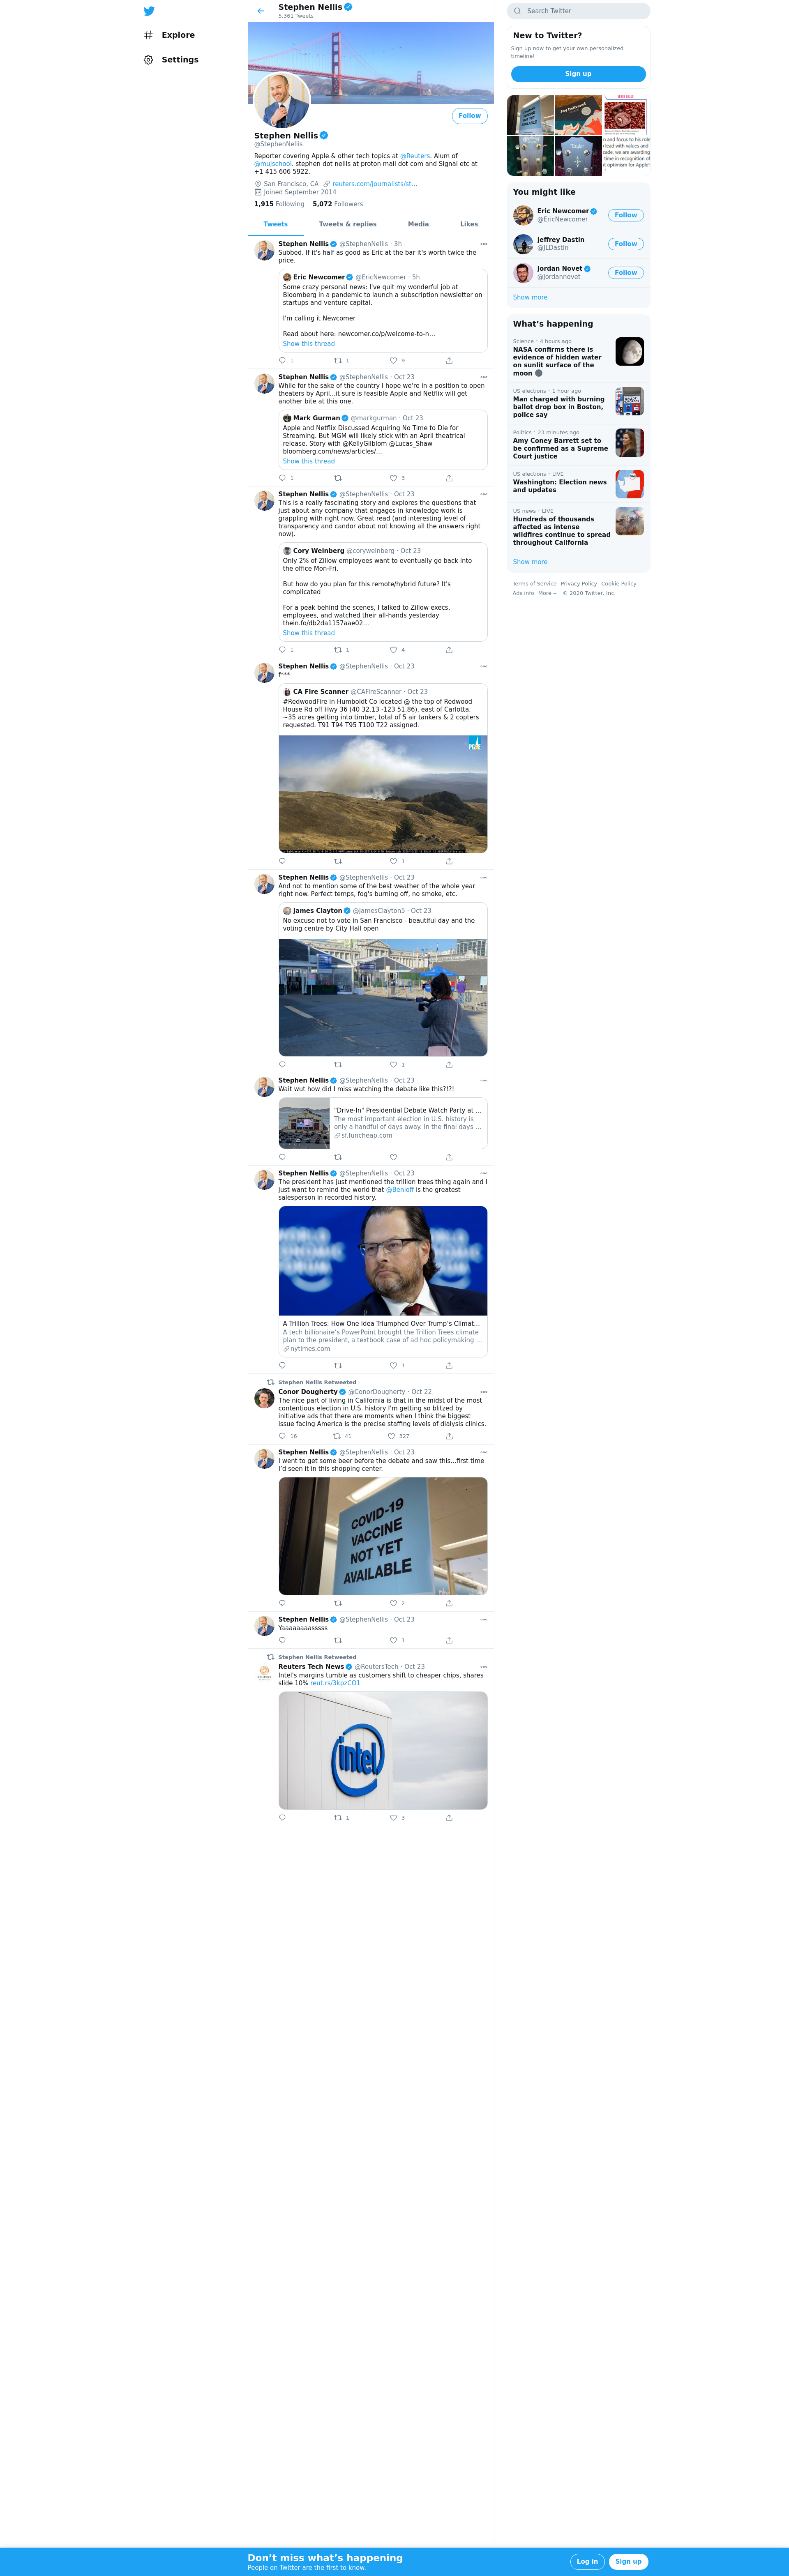 Explore
Settings
Stephen Nellis
5,361 Tweets
Follow
Stephen Nellis
@StephenNellis
Reporter covering Apple & other tech topics at @Reuters. Alum of
@mujschool. stephen dot nellis at proton mail dot com and Signal etc at
+1 415 606 5922.
San Francisco, CA reuters.com/journalists/st…
Joined September 2014
1,915 Following 5,072 Followers
Tweets Tweets & replies Media Likes
Stephen Nellis @StephenNellis · 3h
Subbed. If it's half as good as Eric at the bar it's worth twice the
price.
Eric Newcomer @EricNewcomer · 5h
Some crazy personal news: I've quit my wonderful job at
Bloomberg in a pandemic to launch a subscription newsletter on
startups and venture capital.
I'm calling it Newcomer
Read about here: newcomer.co/p/welcome-to-n…
Show this thread
1 1 9
Stephen Nellis @StephenNellis · Oct 23
While for the sake of the country I hope we're in a position to open
theaters by April...it sure is feasible Apple and Netflix will get
another bite at this one.
Mark Gurman @markgurman · Oct 23
Apple and Netflix Discussed Acquiring No Time to Die for
Streaming. But MGM will likely stick with an April theatrical
release. Story with @KellyGilblom @Lucas_Shaw
bloomberg.com/news/articles/…
Show this thread
1 3
Stephen Nellis @StephenNellis · Oct 23
This is a really fascinating story and explores the questions that
just about any company that engages in knowledge work is
grappling with right now. Great read (and interesting level of
transparency and candor about not knowing all the answers right
now).
Cory Weinberg @coryweinberg · Oct 23
Only 2% of Zillow employees want to eventually go back into
the office Mon-Fri.
But how do you plan for this remote/hybrid future? It's
complicated
For a peak behind the scenes, I talked to Zillow execs,
employees, and watched their all-hands yesterday
thein.fo/db2da1157aae02…
Show this thread
1 1 4
Stephen Nellis @StephenNellis · Oct 23
f***
CA Fire Scanner @CAFireScanner · Oct 23
#RedwoodFire in Humboldt Co located @ the top of Redwood
House Rd off Hwy 36 (40 32.13 -123 51.86), east of Carlotta.
~35 acres getting into timber, total of 5 air tankers & 2 copters
requested. T91 T94 T95 T100 T22 assigned.
1
Stephen Nellis @StephenNellis · Oct 23
And not to mention some of the best weather of the whole year
right now. Perfect temps, fog's burning off, no smoke, etc.
James Clayton @JamesClayton5 · Oct 23
No excuse not to vote in San Francisco - beautiful day and the
voting centre by City Hall open
1
Stephen Nellis @StephenNellis · Oct 23
Wait wut how did I miss watching the debate like this?!?!
"Drive-In" Presidential Debate Watch Party at ...
The most important election in U.S. history is
only a handful of days away. In the final days ...
sf.funcheap.com
Stephen Nellis @StephenNellis · Oct 23
The president has just mentioned the trillion trees thing again and I
just want to remind the world that @Benioff is the greatest
salesperson in recorded history.
A Trillion Trees: How One Idea Triumphed Over Trump's Climat...
A tech billionaire's PowerPoint brought the Trillion Trees climate
plan to the president, a textbook case of ad hoc policymaking ...
nytimes.com
1
Stephen Nellis Retweeted
Conor Dougherty @ConorDougherty · Oct 22
The nice part of living in California is that in the midst of the most
contentious election in U.S. history I'm getting so blitzed by
initiative ads that there are moments when I think the biggest
issue facing America is the precise staffing levels of dialysis clinics.
16 41 327
Stephen Nellis @StephenNellis · Oct 23
I went to get some beer before the debate and saw this...first time
I'd seen it in this shopping center.
COVID-19
VACCINE
NOT YET
AVAILABLE
2
Stephen Nellis @StephenNellis · Oct 23
Yaaaaaaaasssss
1
Stephen Nellis Retweeted
Reuters Tech News @ReutersTech · Oct 23
Intel's margins tumble as customers shift to cheaper chips, shares
slide 10% reut.rs/3kpzCO1
intel
1 3
Search Twitter
New to Twitter?
Sign up now to get your own personalized
timeline!
Sign up
You might like
Eric Newcomer
@EricNewcomer
Follow
Jeffrey Dastin
@JLDastin
Follow
Jordan Novet
@jordannovet
Follow
Show more
What's happening
Science · 4 hours ago
NASA confirms there is
evidence of hidden water
on sunlit surface of the
moon
US elections · 1 hour ago
Man charged with burning
ballot drop box in Boston,
police say
Politics · 23 minutes ago
Amy Coney Barrett set to
be confirmed as a Supreme
Court justice
US elections · LIVE
Washington: Election news
and updates
US news · LIVE
Hundreds of thousands
affected as intense
wildfires continue to spread
throughout California
Show more
Terms of Service Privacy Policy Cookie Policy
Ads info More © 2020 Twitter, Inc.
Don't miss what's happening
People on Twitter are the first to know.
Log in Sign up